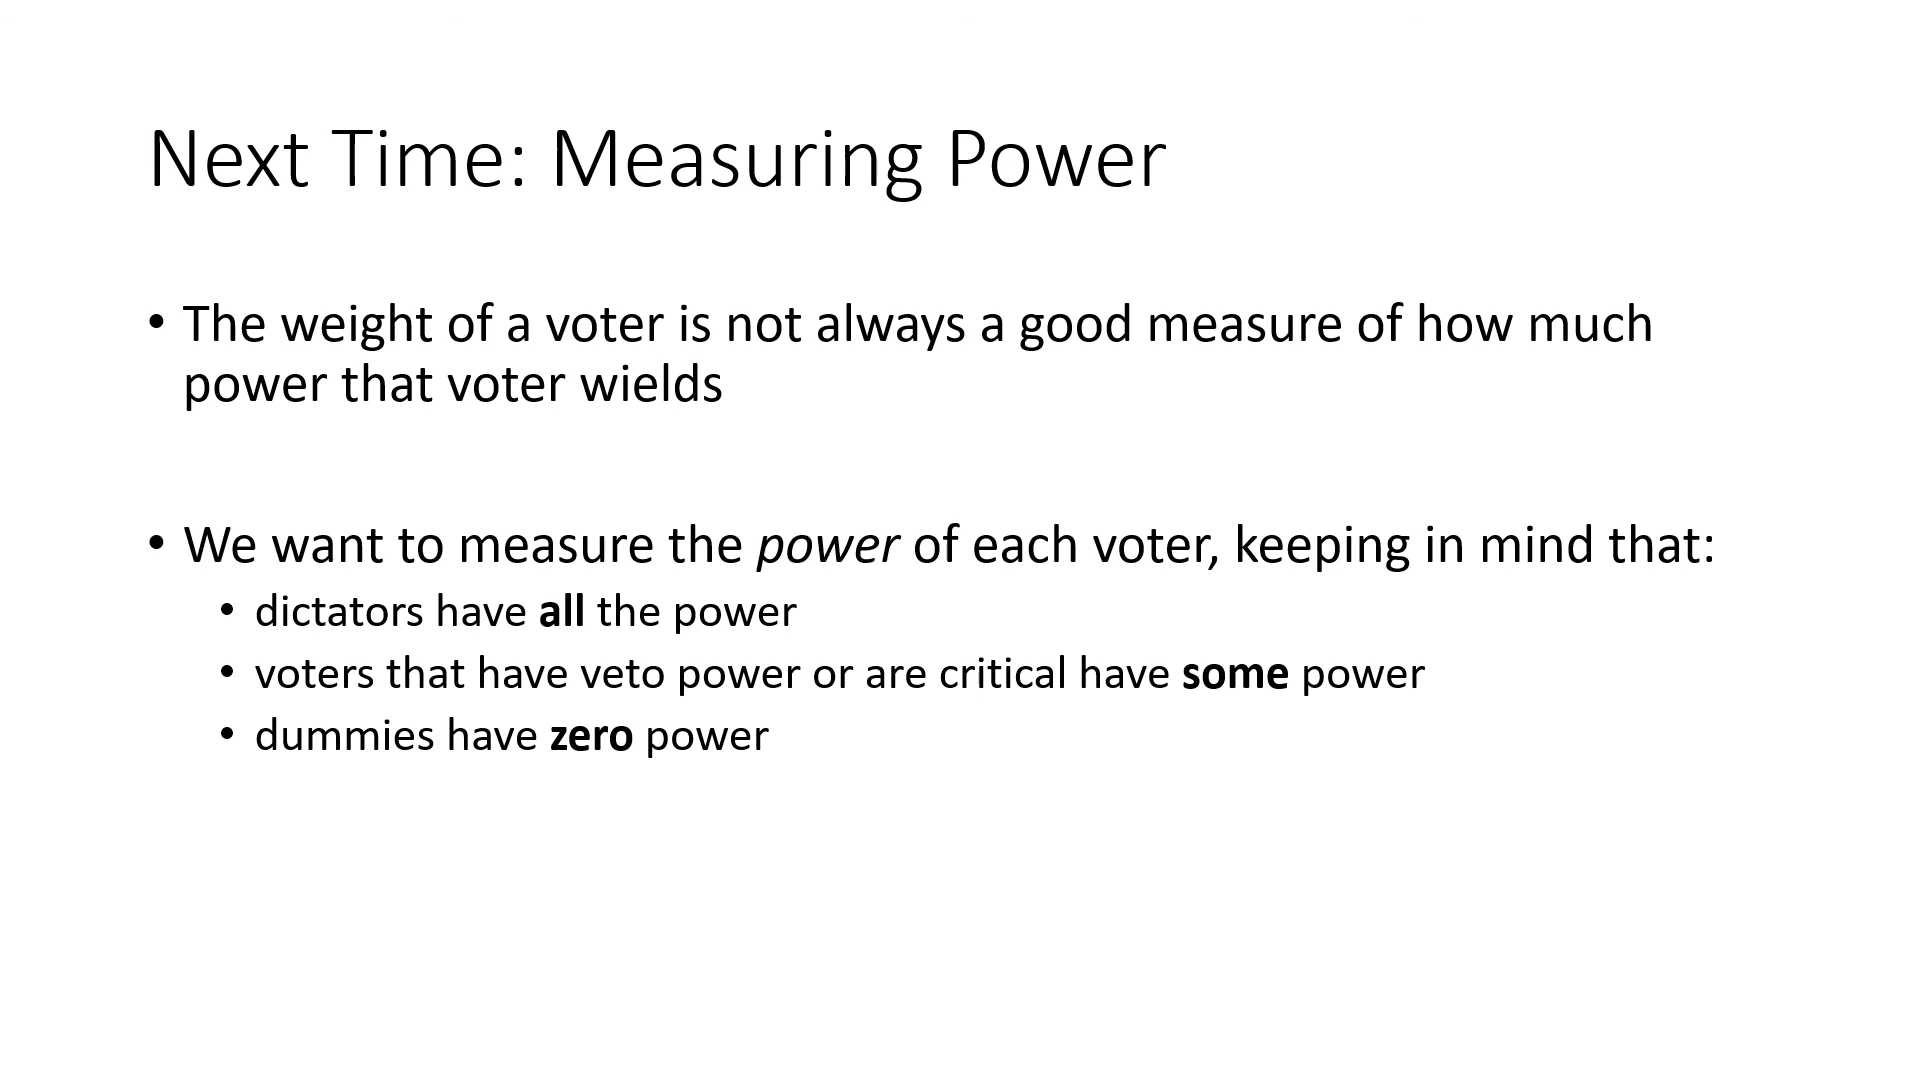 Next Time: Measuring Power
• The weight of a voter is not always a good measure of how much
power that voter wields
• We want to measure the power of each voter, keeping in mind that:
• dictators have all the power
• voters that have veto power or are critical have some power
• dummies have zero power